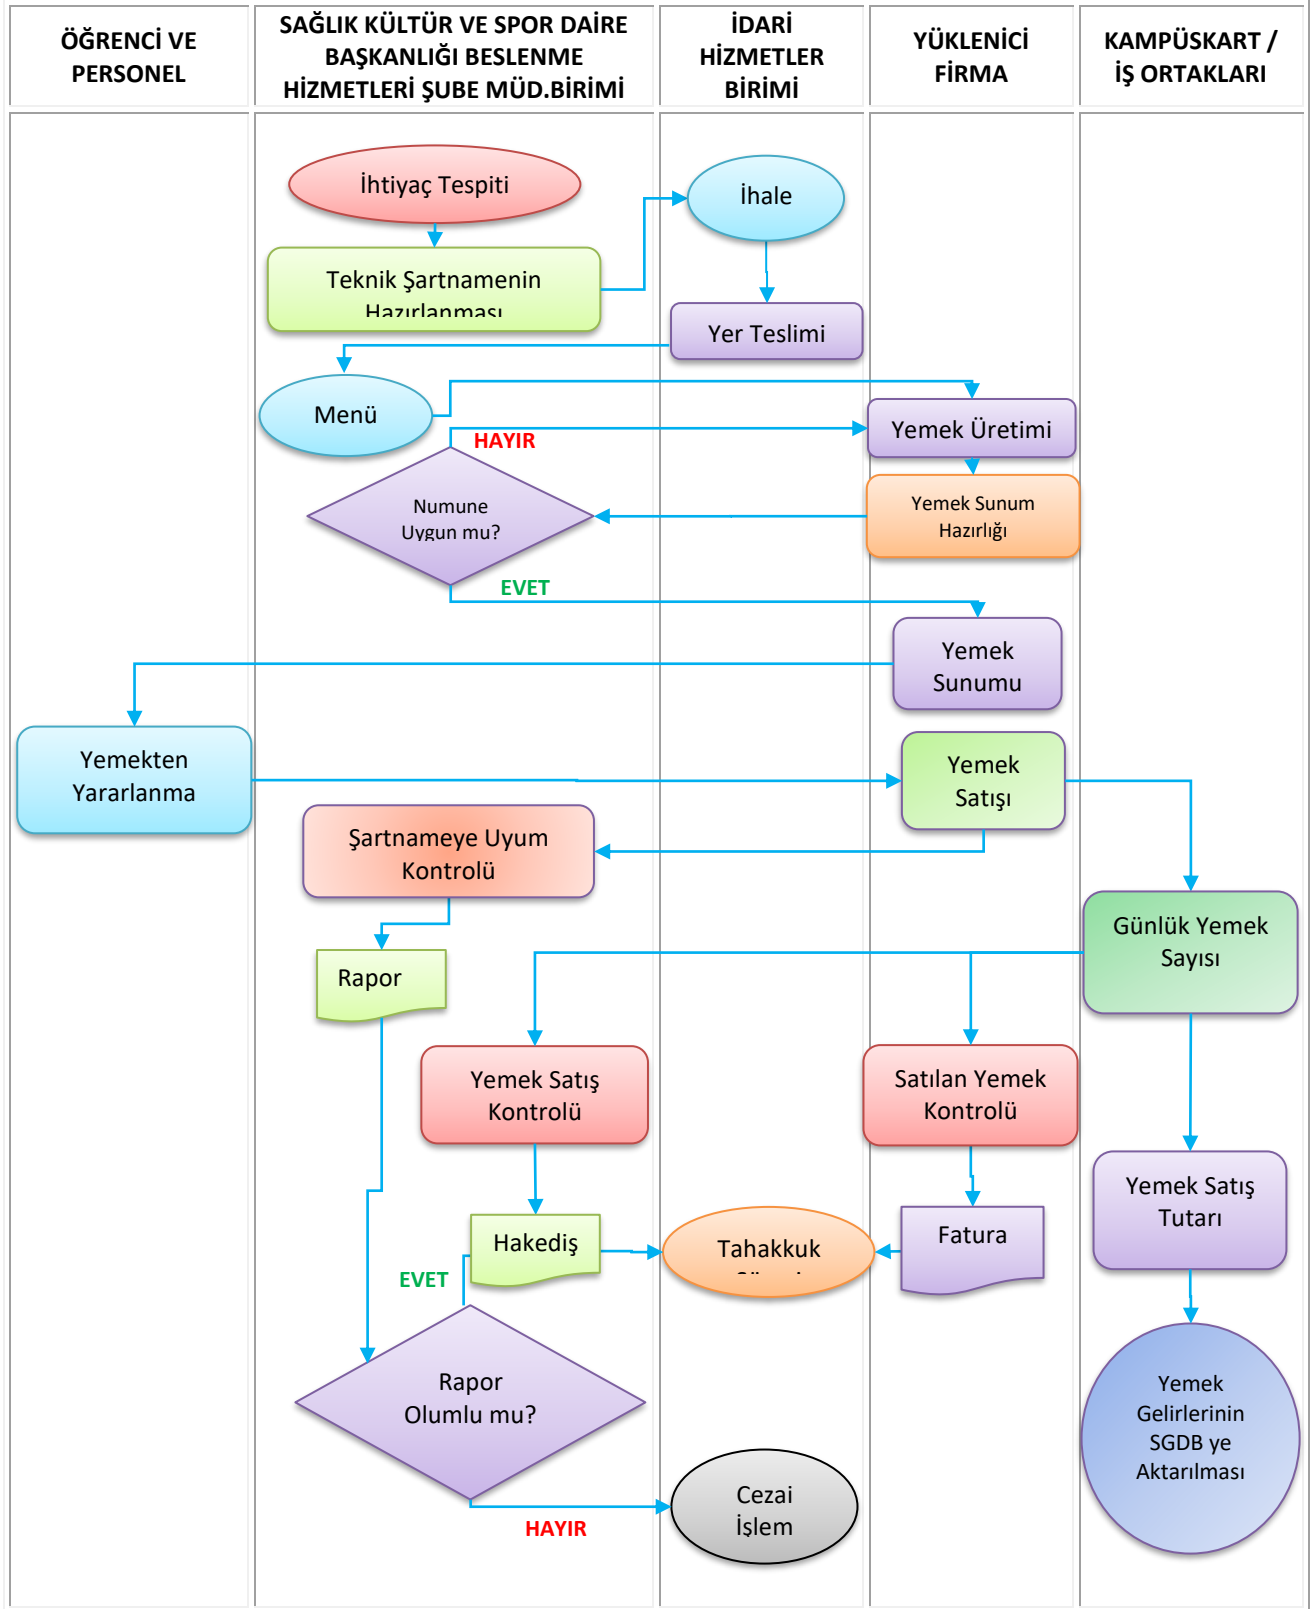 ÖĞRENCİ VE
PERSONEL
SAĞLIK KÜLTÜR VE SPOR DAİRE
BAŞKANLIĞI BESLENME
HİZMETLERİ ŞUBE MÜD.BİRİMİ
İDARİ
HİZMETLER
BİRİMİ
YÜKLENİCİ
FİRMA
KAMPÜSKART /
İŞ ORTAKLARI
İhtiyaç Tespiti
İhale
Teknik Şartnamenin
Hazırlanması
Yer Teslimi
Menü
Yemek Üretimi
HAYIR
Numune
Uygun mu?
Yemek Sunum
Hazırlığı
EVET
Yemek
Sunumu
Yemekten
Yararlanma
Yemek
Satışı
Şartnameye Uyum
Kontrolü
Günlük Yemek
Sayısı
Rapor
Yemek Satış
Kontrolü
Satılan Yemek
Kontrolü
Yemek Satış
Tutarı
Hakediş
Tahakkuk
Fatura
EVET
Rapor
Olumlu mu?
Yemek
Gelirlerinin
SGDB ye
Aktarılması
Cezai
İşlem
HAYIR